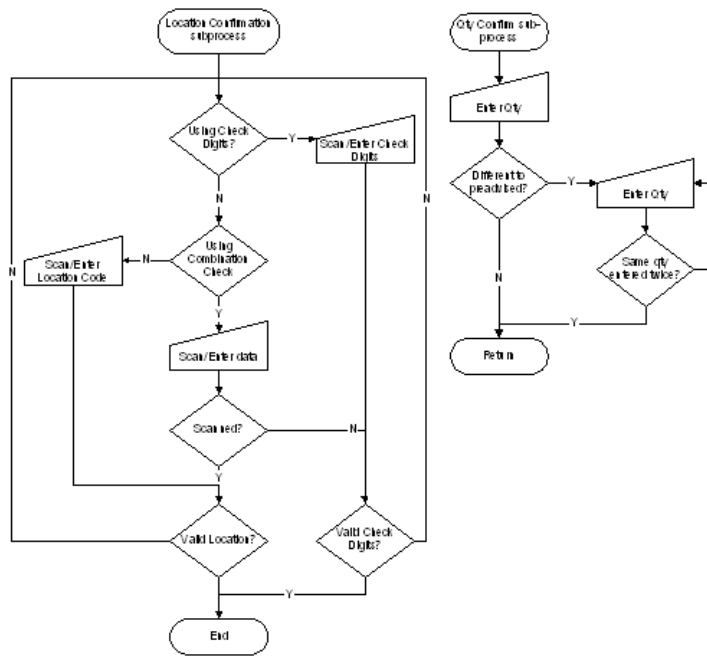 Location Confirmation
subprocess
Using Check
Digits?
Y
Scan/Enter Check
Digits
N
Using
Combination
Check
N
Scan/Enter
Location Code
Y
Scan/Enter data
Scanned?
N
Y
Valid Location?
Valid Check
Digits?
N
N
Y
End
Qty Confirm sub-
process
Enter Qty
Different to
preadvised?
Y
Enter Qty
N
Same qty
entered twice?
Y
Return